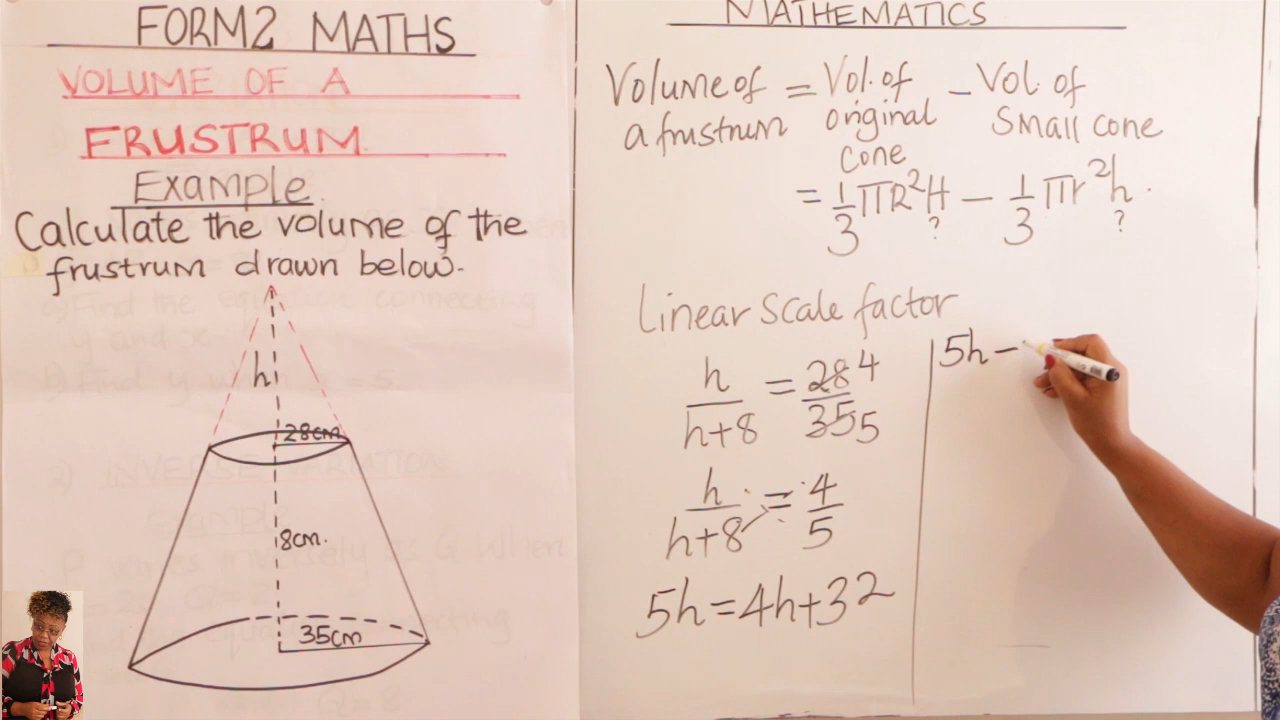 FORM2 MATHS
VOLUME OF A
FRUSTRUM.
Example.
Calculate the volume of the
frustrum drawn below.
h
28cm
8cm.
35cm
MATHEMATICS
Volume of = Vol. of - Vol. of
a frustrum original small cone
cone
= 1/3 πR²H - 1/3 πr²h.
? ?
Linear scale factor
h/(h+8) = 28/35 4/5
h/(h+8) = 4/5
5h=4h+32
5h-